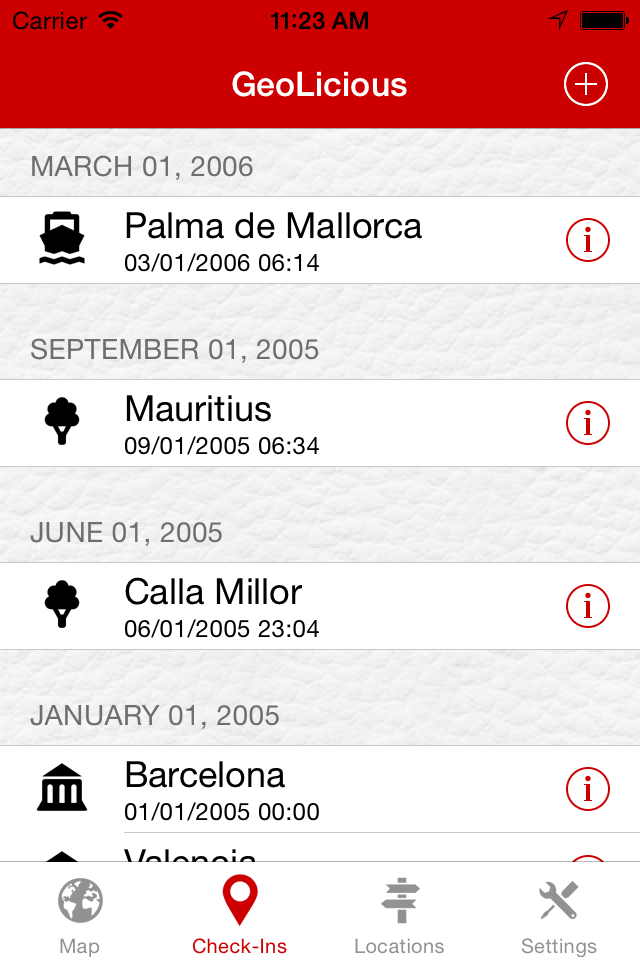 Carrier 11:23 AM
GeoLicious
MARCH 01, 2006
Palma de Mallorca
03/01/2006 06:14
SEPTEMBER 01, 2005
Mauritius
09/01/2005 06:34
JUNE 01, 2005
Calla Millor
06/01/2005 23:04
JANUARY 01, 2005
Barcelona
01/01/2005 00:00
Valencia
Map Check-Ins Locations Settings